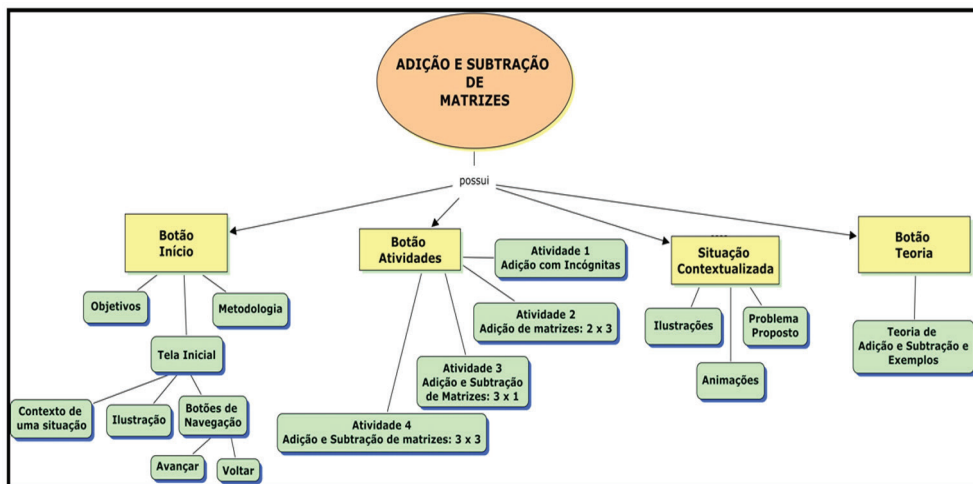 ADIÇÃO E SUBTRAÇÃO
DE
MATRIZES
possui
Botão
Início
Botão
Atividades
Situação
Contextualizada
Botão
Teoria
Objetivos
Metodologia
Tela Inicial
Contexto de
uma situação
Ilustração
Botões de
Navegação
Avançar
Voltar
Atividade 1
Adição com Incógnitas
Atividade 2
Adição de matrizes: 2 x 3
Atividade 3
Adição e Subtração
de Matrizes: 3 x 1
Atividade 4
Adição e Subtração de matrizes: 3 x 3
Ilustrações
Animações
Problema
Proposto
Teoria de
Adição e Subtração e
Exemplos